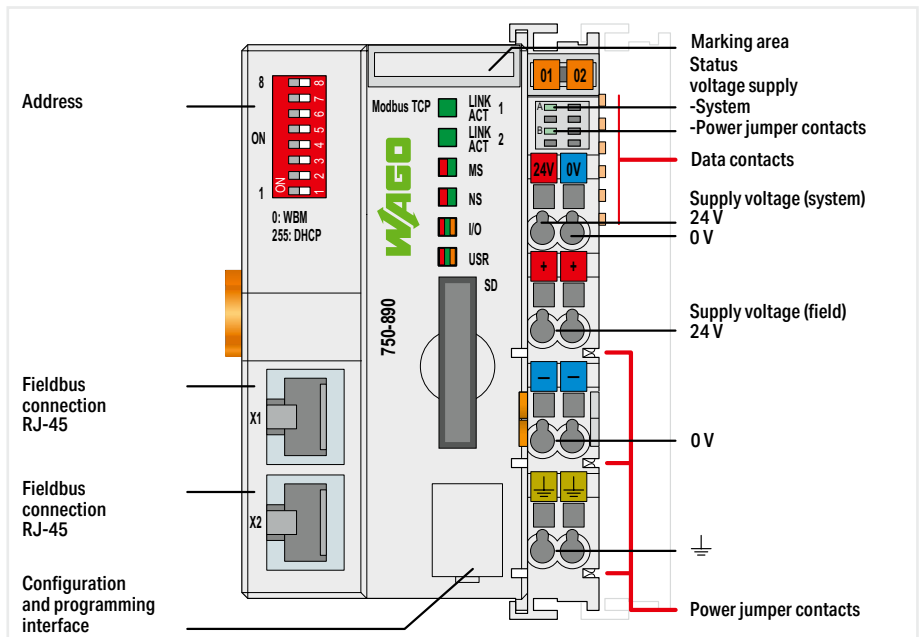 Address
8
ON
1
0: WBM
255: DHCP
ON
1 2 3 4 5 6 7 8
Fieldbus
connection
RJ-45
X1
Fieldbus
connection
RJ-45
X2
Configuration
and programming
interface
Modbus TCP
LINK
ACT 1
LINK
ACT 2
MS
NS
I/O
USR
SD
WAGO
750-890
01 02
A
B
24V 0V
+ +
— —
Marking area
Status
voltage supply
-System
-Power jumper contacts
Data contacts
Supply voltage (system)
24 V
0 V
Supply voltage (field)
24 V
0 V
Power jumper contacts